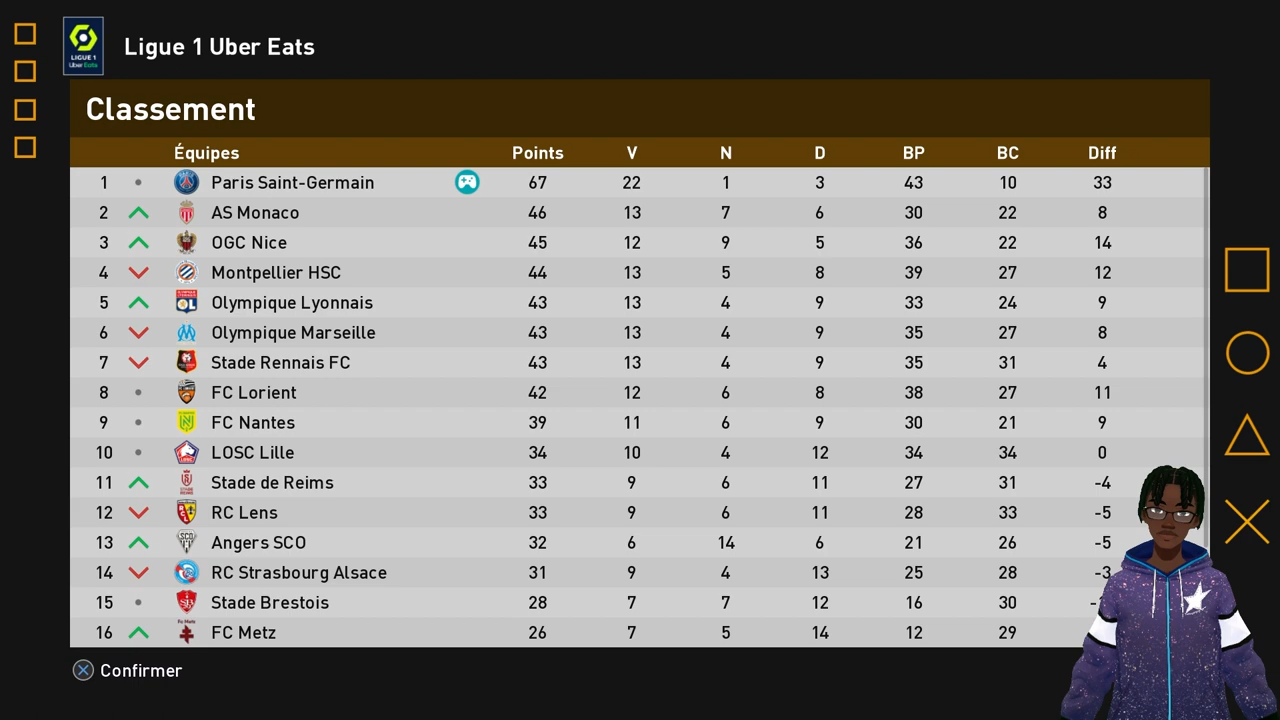 LIGUE 1
Uber Eats
Ligue 1 Uber Eats
Classement
Équipes Points V N D BP BC Diff
1 Paris Saint-Germain 67 22 1 3 43 10 33
2 AS Monaco 46 13 7 6 30 22 8
3 OGC Nice 45 12 9 5 36 22 14
4 Montpellier HSC 44 13 5 8 39 27 12
5 Olympique Lyonnais 43 13 4 9 33 24 9
6 Olympique Marseille 43 13 4 9 35 27 8
7 Stade Rennais FC 43 13 4 9 35 31 4
8 FC Lorient 42 12 6 8 38 27 11
9 FC Nantes 39 11 6 9 30 21 9
10 LOSC Lille 34 10 4 12 34 34 0
11 Stade de Reims 33 9 6 11 27 31 -4
12 RC Lens 33 9 6 11 28 33 -5
13 Angers SCO 32 6 14 6 21 26 -5
14 RC Strasbourg Alsace 31 9 4 13 25 28 -3
15 Stade Brestois 28 7 7 12 16 30
16 FC Metz 26 7 5 14 12 29
Confirmer